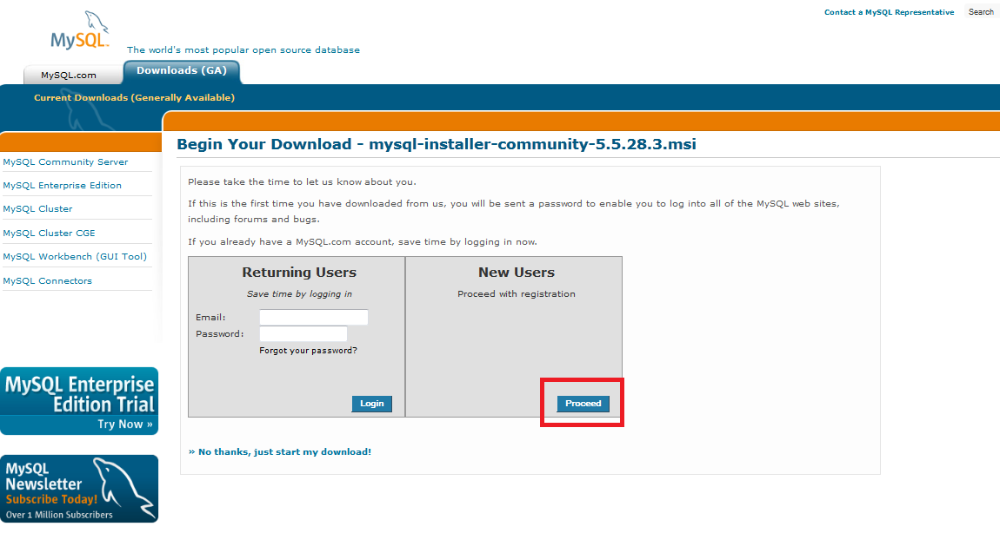 Contact a MySQL Representative
Search
MySQL™
The world's most popular open source database
MySQL.com
Downloads (GA)
Current Downloads (Generally Available)
MySQL Community Server
MySQL Enterprise Edition
MySQL Cluster
MySQL Cluster CGE
MySQL Workbench (GUI Tool)
MySQL Connectors
MySQL Enterprise
Edition Trial
Try Now »
MySQL
Newsletter
Subscribe Today!
Over 1 Million Subscribers
Begin Your Download - mysql-installer-community-5.5.28.3.msi
Please take the time to let us know about you.
If this is the first time you have downloaded from us, you will be sent a password to enable you to log into all of the MySQL web sites,
including forums and bugs.
If you already have a MySQL.com account, save time by logging in now.
Returning Users
Save time by logging in
Email:
Password:
Forgot your password?
Login
New Users
Proceed with registration
Proceed
» No thanks, just start my download!